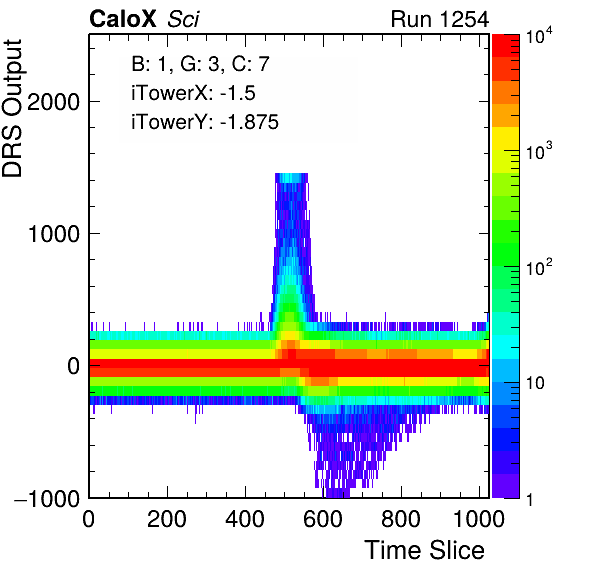 CaloX Sci Run 1254
B: 1, G: 3, C: 7
iTowerX: -1.5
iTowerY: -1.875
DRS Output
2000
1000
0
−1000
0 200 400 600 800 1000
Time Slice
10^4
10^3
10^2
10
1